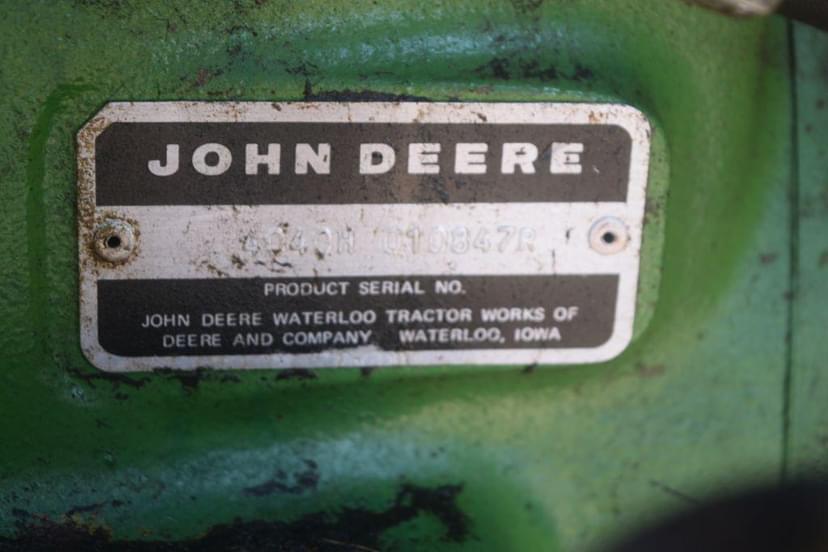 JOHN DEERE
4040H 010847R
PRODUCT SERIAL NO.
JOHN DEERE WATERLOO TRACTOR WORKS OF
DEERE AND COMPANY WATERLOO, IOWA